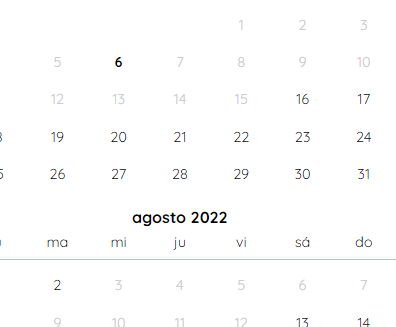 1 2 3
5 6 7 8 9 10
12 13 14 15 16 17
19 20 21 22 23 24
26 27 28 29 30 31
agosto 2022
ma mi ju vi sá do
2 3 4 5 6 7
9 10 11 12 13 14